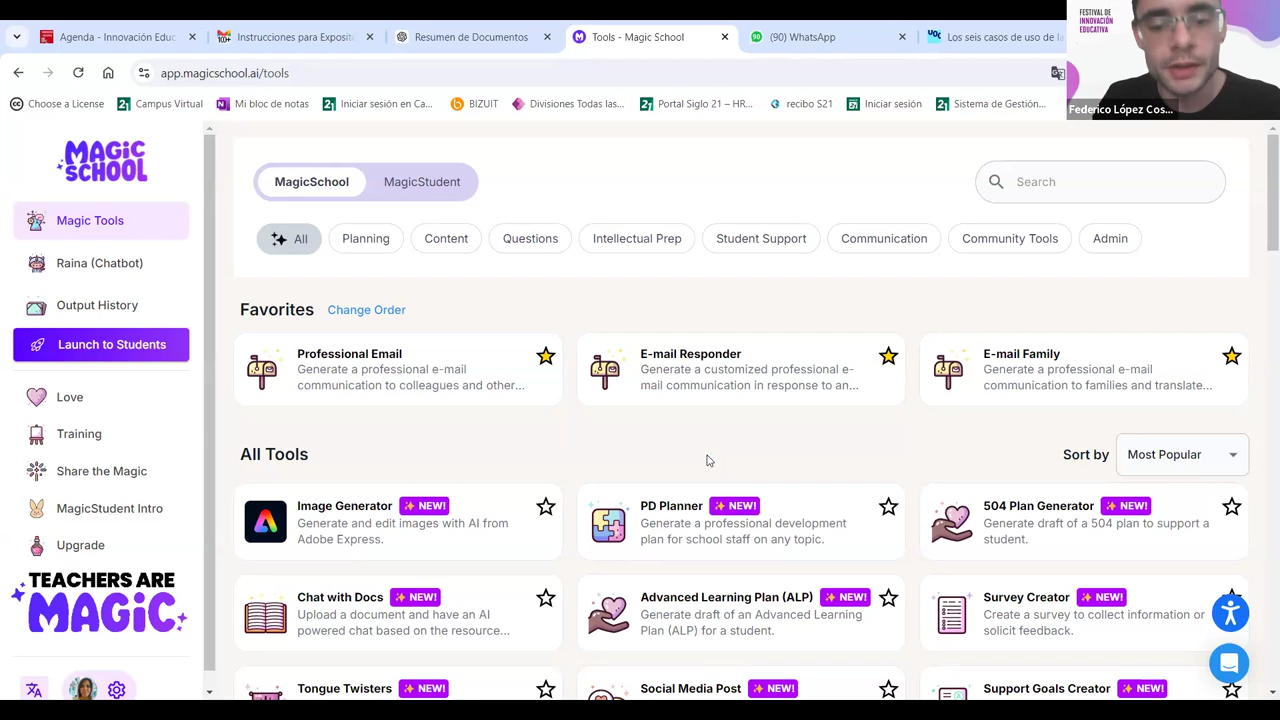 Agenda - Innovación Educ
Instrucciones para Exposit
Resumen de Documentos
Tools - Magic School
(90) WhatsApp
Los seis casos de uso de la
app.magicschool.ai/tools
Choose a License
Campus Virtual
Mi bloc de notas
Iniciar sesión en Ca...
BIZUIT
Divisiones Todas las...
Portal Siglo 21 – HR...
recibo S21
Iniciar sesión
Sistema de Gestión...
FESTIVAL DE
INNOVACIÓN
EDUCATIVA
Federico López Cos...
MAGIC
SCHOOL
Magic Tools
Raina (Chatbot)
Output History
Launch to Students
Love
Training
Share the Magic
MagicStudent Intro
Upgrade
TEACHERS ARE
MAGIC
MagicSchool
MagicStudent
Search
All
Planning
Content
Questions
Intellectual Prep
Student Support
Communication
Community Tools
Admin
Favorites
Change Order
Professional Email
Generate a professional e-mail
communication to colleagues and other...
E-mail Responder
Generate a customized professional e-
mail communication in response to an...
E-mail Family
Generate a professional e-mail
communication to families and translate...
All Tools
Sort by
Most Popular
Image Generator NEW!
Generate and edit images with AI from
Adobe Express.
PD Planner NEW!
Generate a professional development
plan for school staff on any topic.
504 Plan Generator NEW!
Generate draft of a 504 plan to support a
student.
Chat with Docs NEW!
Upload a document and have an AI
powered chat based on the resource...
Advanced Learning Plan (ALP) NEW!
Generate draft of an Advanced Learning
Plan (ALP) for a student.
Survey Creator NEW!
Create a survey to collect information or
solicit feedback.
Tongue Twisters NEW!
Social Media Post NEW!
Support Goals Creator NEW!